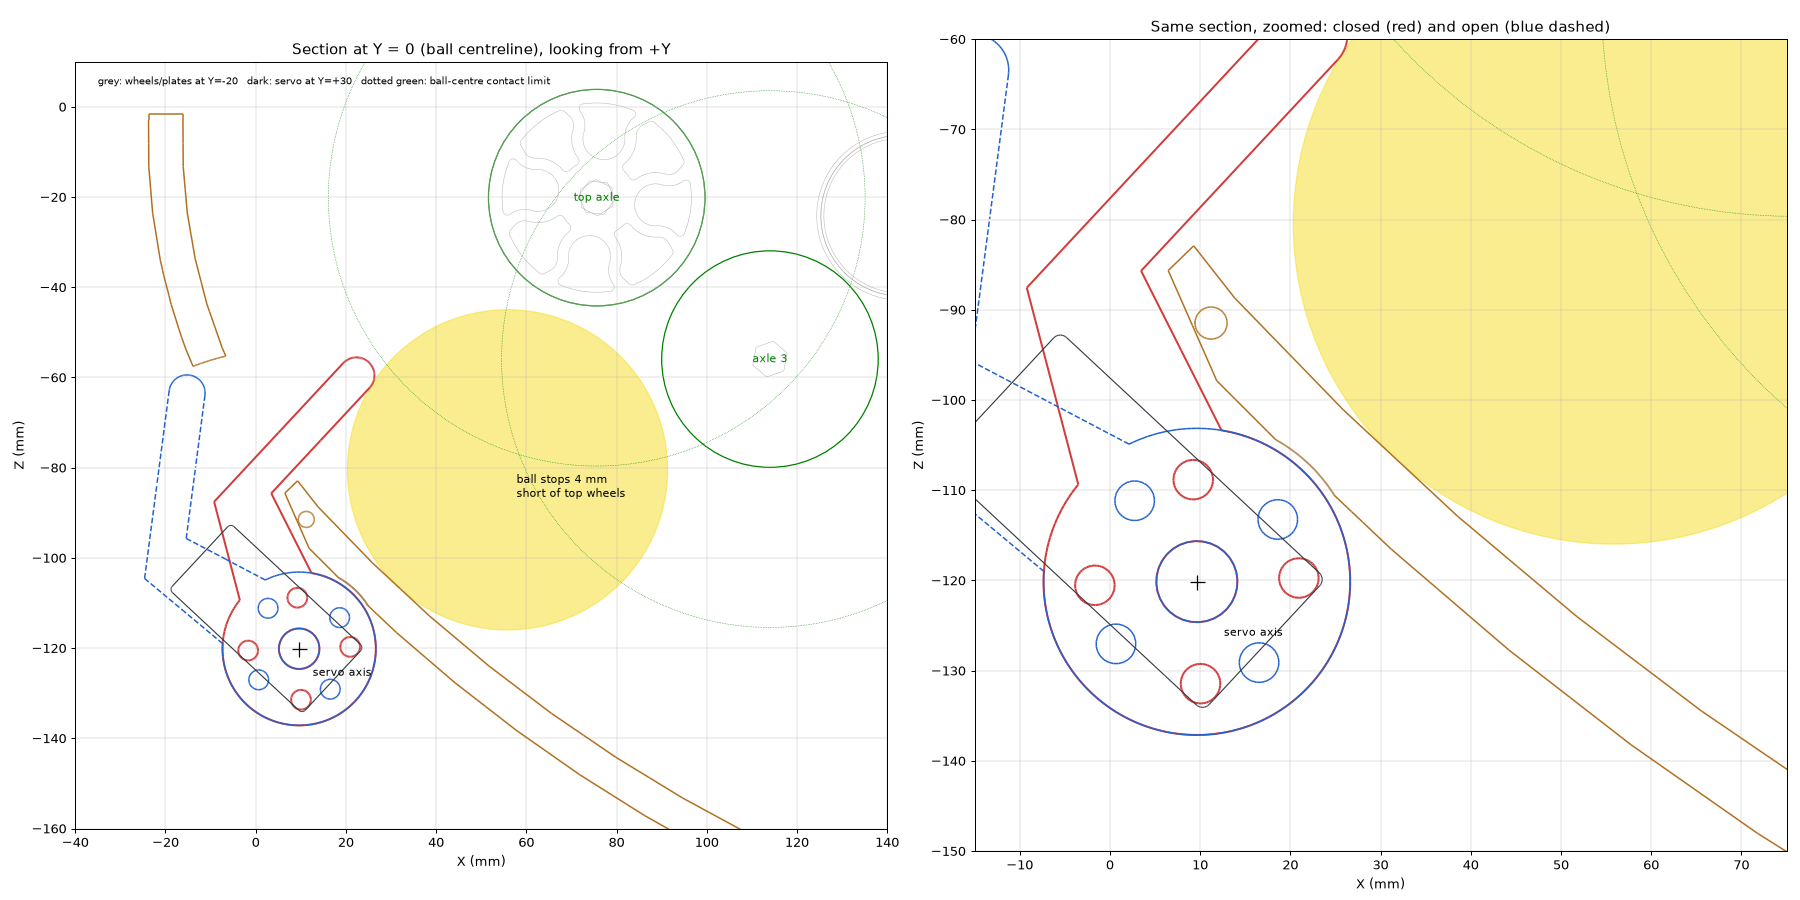 Section at Y = 0 (ball centreline), looking from +Y
grey: wheels/plates at Y=-20 dark: servo at Y=+30 dotted green: ball-centre contact limit
0
−20
−40
−60
−80
−100
−120
−140
−160
Z (mm)
top axle
axle 3
ball stops 4 mm
short of top wheels
servo axis
−40
−20
0
20
40
60
80
100
120
140
X (mm)
Same section, zoomed: closed (red) and open (blue dashed)
−60
−70
−80
−90
−100
−110
−120
−130
−140
−150
Z (mm)
servo axis
−10
0
10
20
30
40
50
60
70
X (mm)